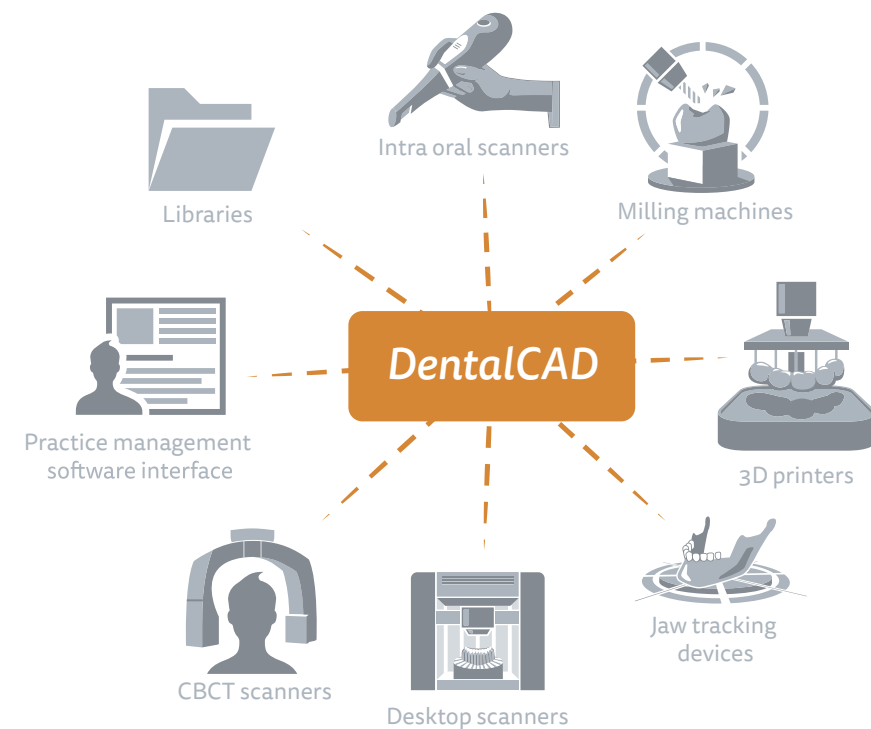 Intra oral scanners
Libraries
Milling machines
DentalCAD
Practice management
software interface
3D printers
Jaw tracking
devices
CBCT scanners
Desktop scanners